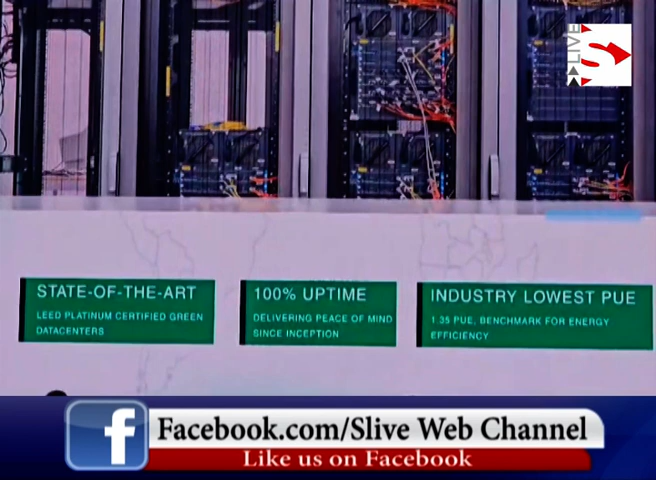 LIVE
S
STATE-OF-THE-ART
LEED PLATINUM CERTIFIED GREEN
DATACENTERS
100% UPTIME
DELIVERING PEACE OF MIND
SINCE INCEPTION
INDUSTRY LOWEST PUE
1.35 PUE, BENCHMARK FOR ENERGY
EFFICIENCY
f
Facebook.com/Slive Web Channel
Like us on Facebook